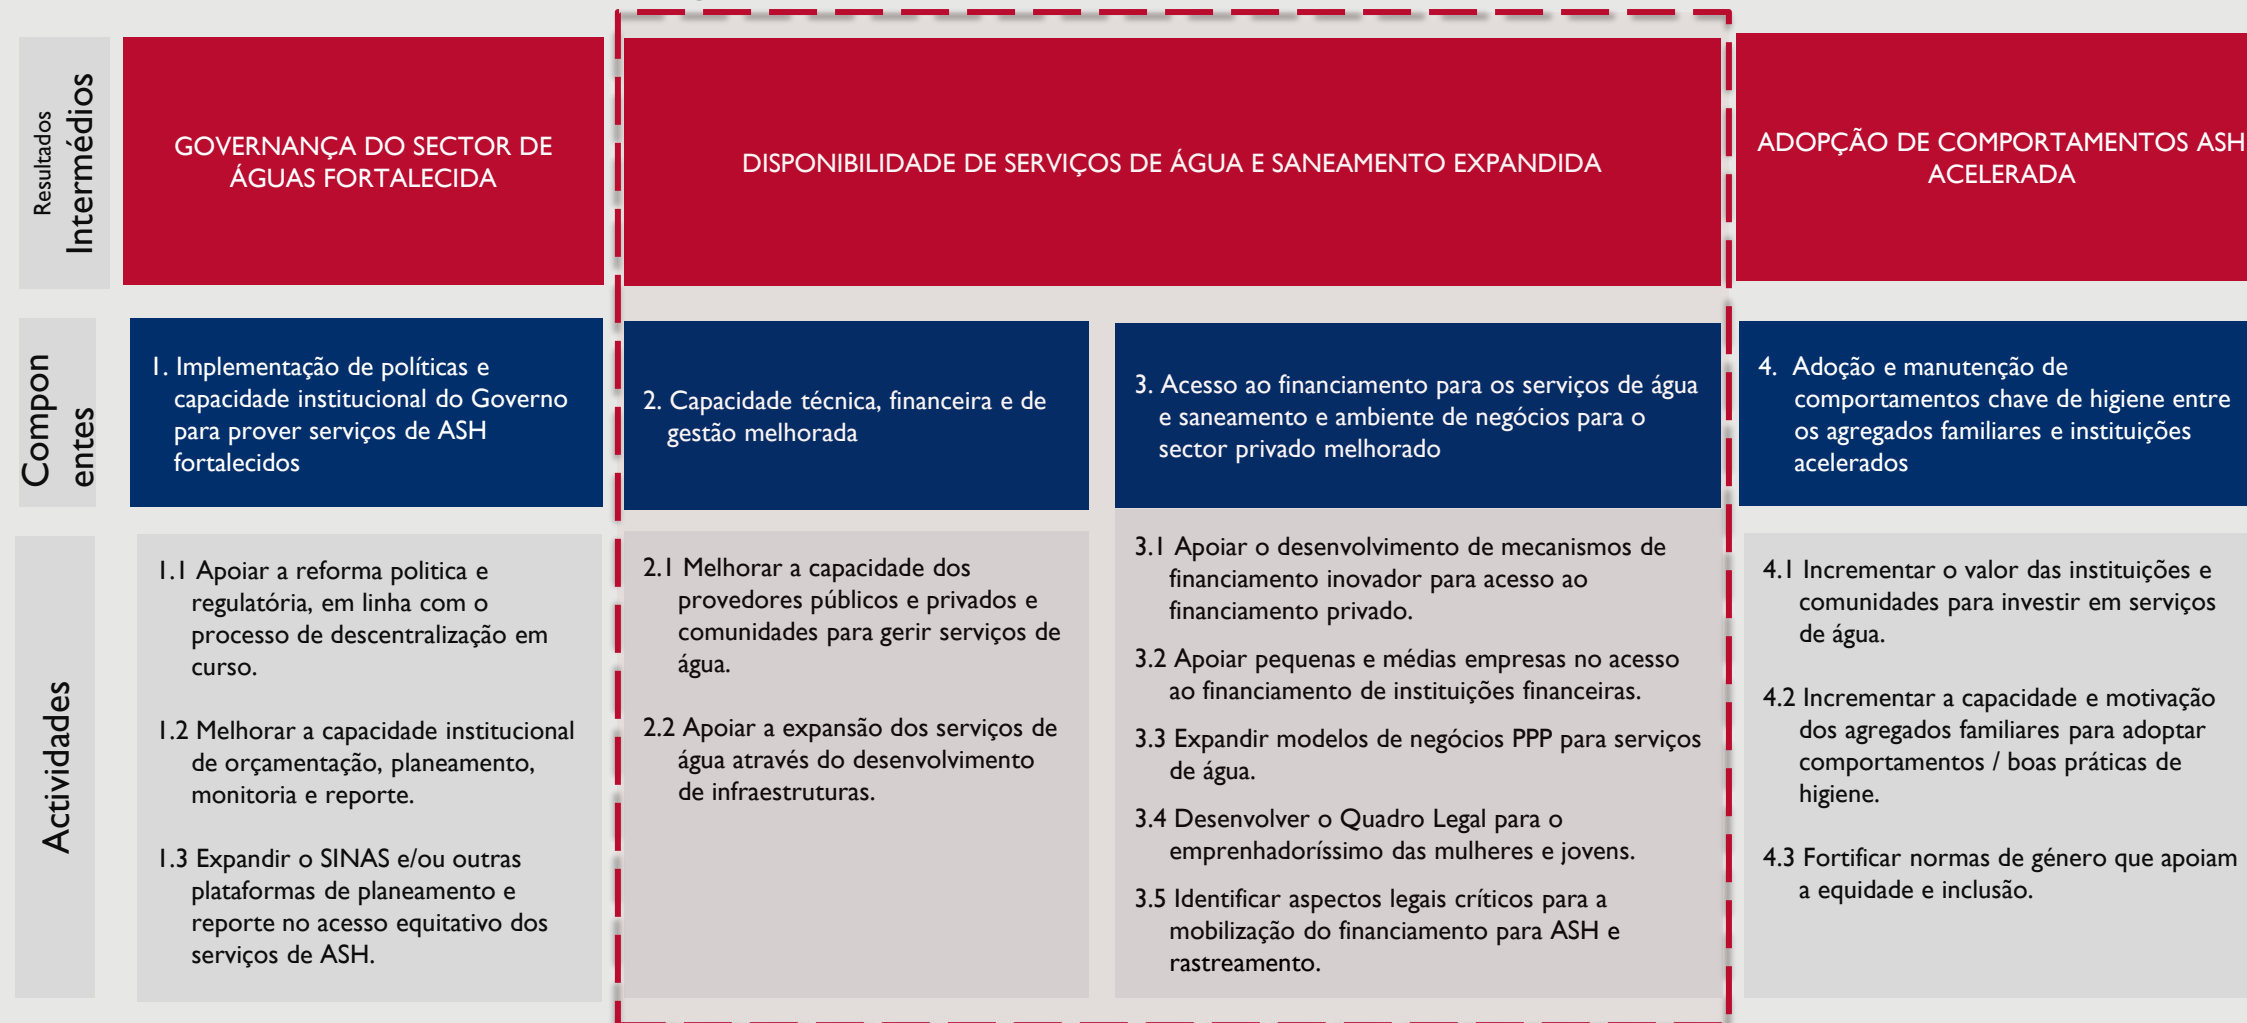 Resultados
Intermédios
GOVERNANÇA DO SECTOR DE
ÁGUAS FORTALECIDA
DISPONIBILIDADE DE SERVIÇOS DE ÁGUA E SANEAMENTO EXPANDIDA
ADOPÇÃO DE COMPORTAMENTOS ASH
ACELERADA
Compon
entes
1. Implementação de políticas e
capacidade institucional do Governo
para prover serviços de ASH
fortalecidos
2. Capacidade técnica, financeira e de
gestão melhorada
3. Acesso ao financiamento para os serviços de água
e saneamento e ambiente de negócios para o
sector privado melhorado
4. Adoção e manutenção de
comportamentos chave de higiene entre
os agregados familiares e instituições
acelerados
Actividades
1.1 Apoiar a reforma politica e
regulatória, em linha com o
processo de descentralização em
curso.
1.2 Melhorar a capacidade institucional
de orçamentação, planeamento,
monitoria e reporte.
1.3 Expandir o SINAS e/ou outras
plataformas de planeamento e
reporte no acesso equitativo dos
serviços de ASH.
2.1 Melhorar a capacidade dos
provedores públicos e privados e
comunidades para gerir serviços de
água.
2.2 Apoiar a expansão dos serviços de
água através do desenvolvimento
de infraestruturas.
3.1 Apoiar o desenvolvimento de mecanismos de
financiamento inovador para acesso ao
financiamento privado.
3.2 Apoiar pequenas e médias empresas no acesso
ao financiamento de instituições financeiras.
3.3 Expandir modelos de negócios PPP para serviços
de água.
3.4 Desenvolver o Quadro Legal para o
emprenhadoríssimo das mulheres e jovens.
3.5 Identificar aspectos legais críticos para a
mobilização do financiamento para ASH e
rastreamento.
4.1 Incrementar o valor das instituições e
comunidades para investir em serviços
de água.
4.2 Incrementar a capacidade e motivação
dos agregados familiares para adoptar
comportamentos / boas práticas de
higiene.
4.3 Fortificar normas de género que apoiam
a equidade e inclusão.